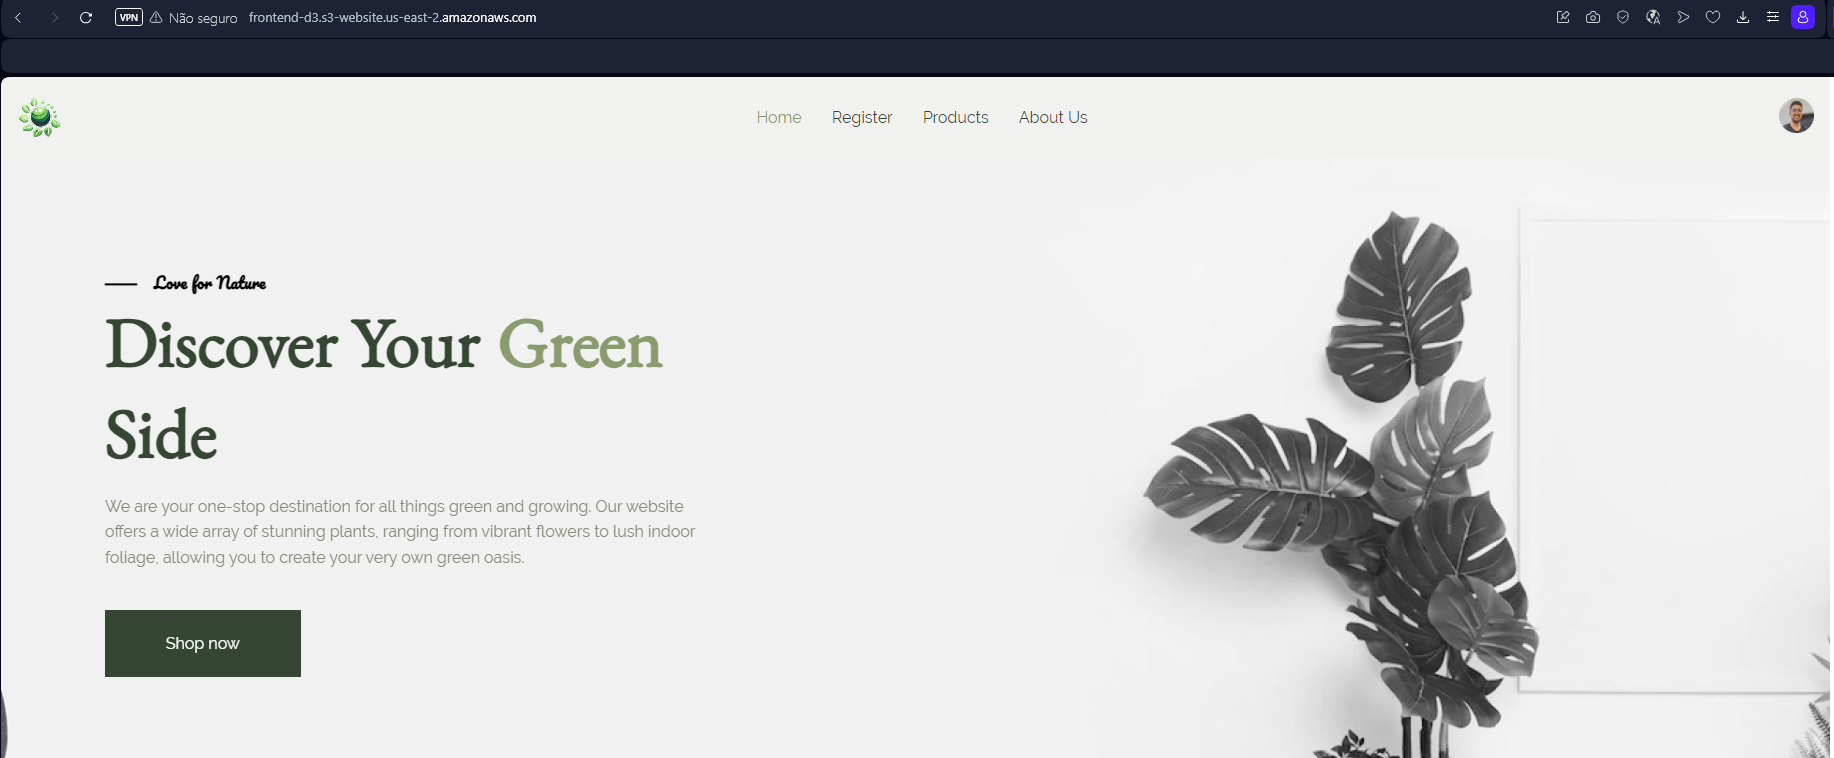 VPN Não seguro frontend-d3.s3-website.us-east-2.amazonaws.com
Home Register Products About Us
Love for Nature
Discover Your Green
Side
We are your one-stop destination for all things green and growing. Our website
offers a wide array of stunning plants, ranging from vibrant flowers to lush indoor
foliage, allowing you to create your very own green oasis.
Shop now